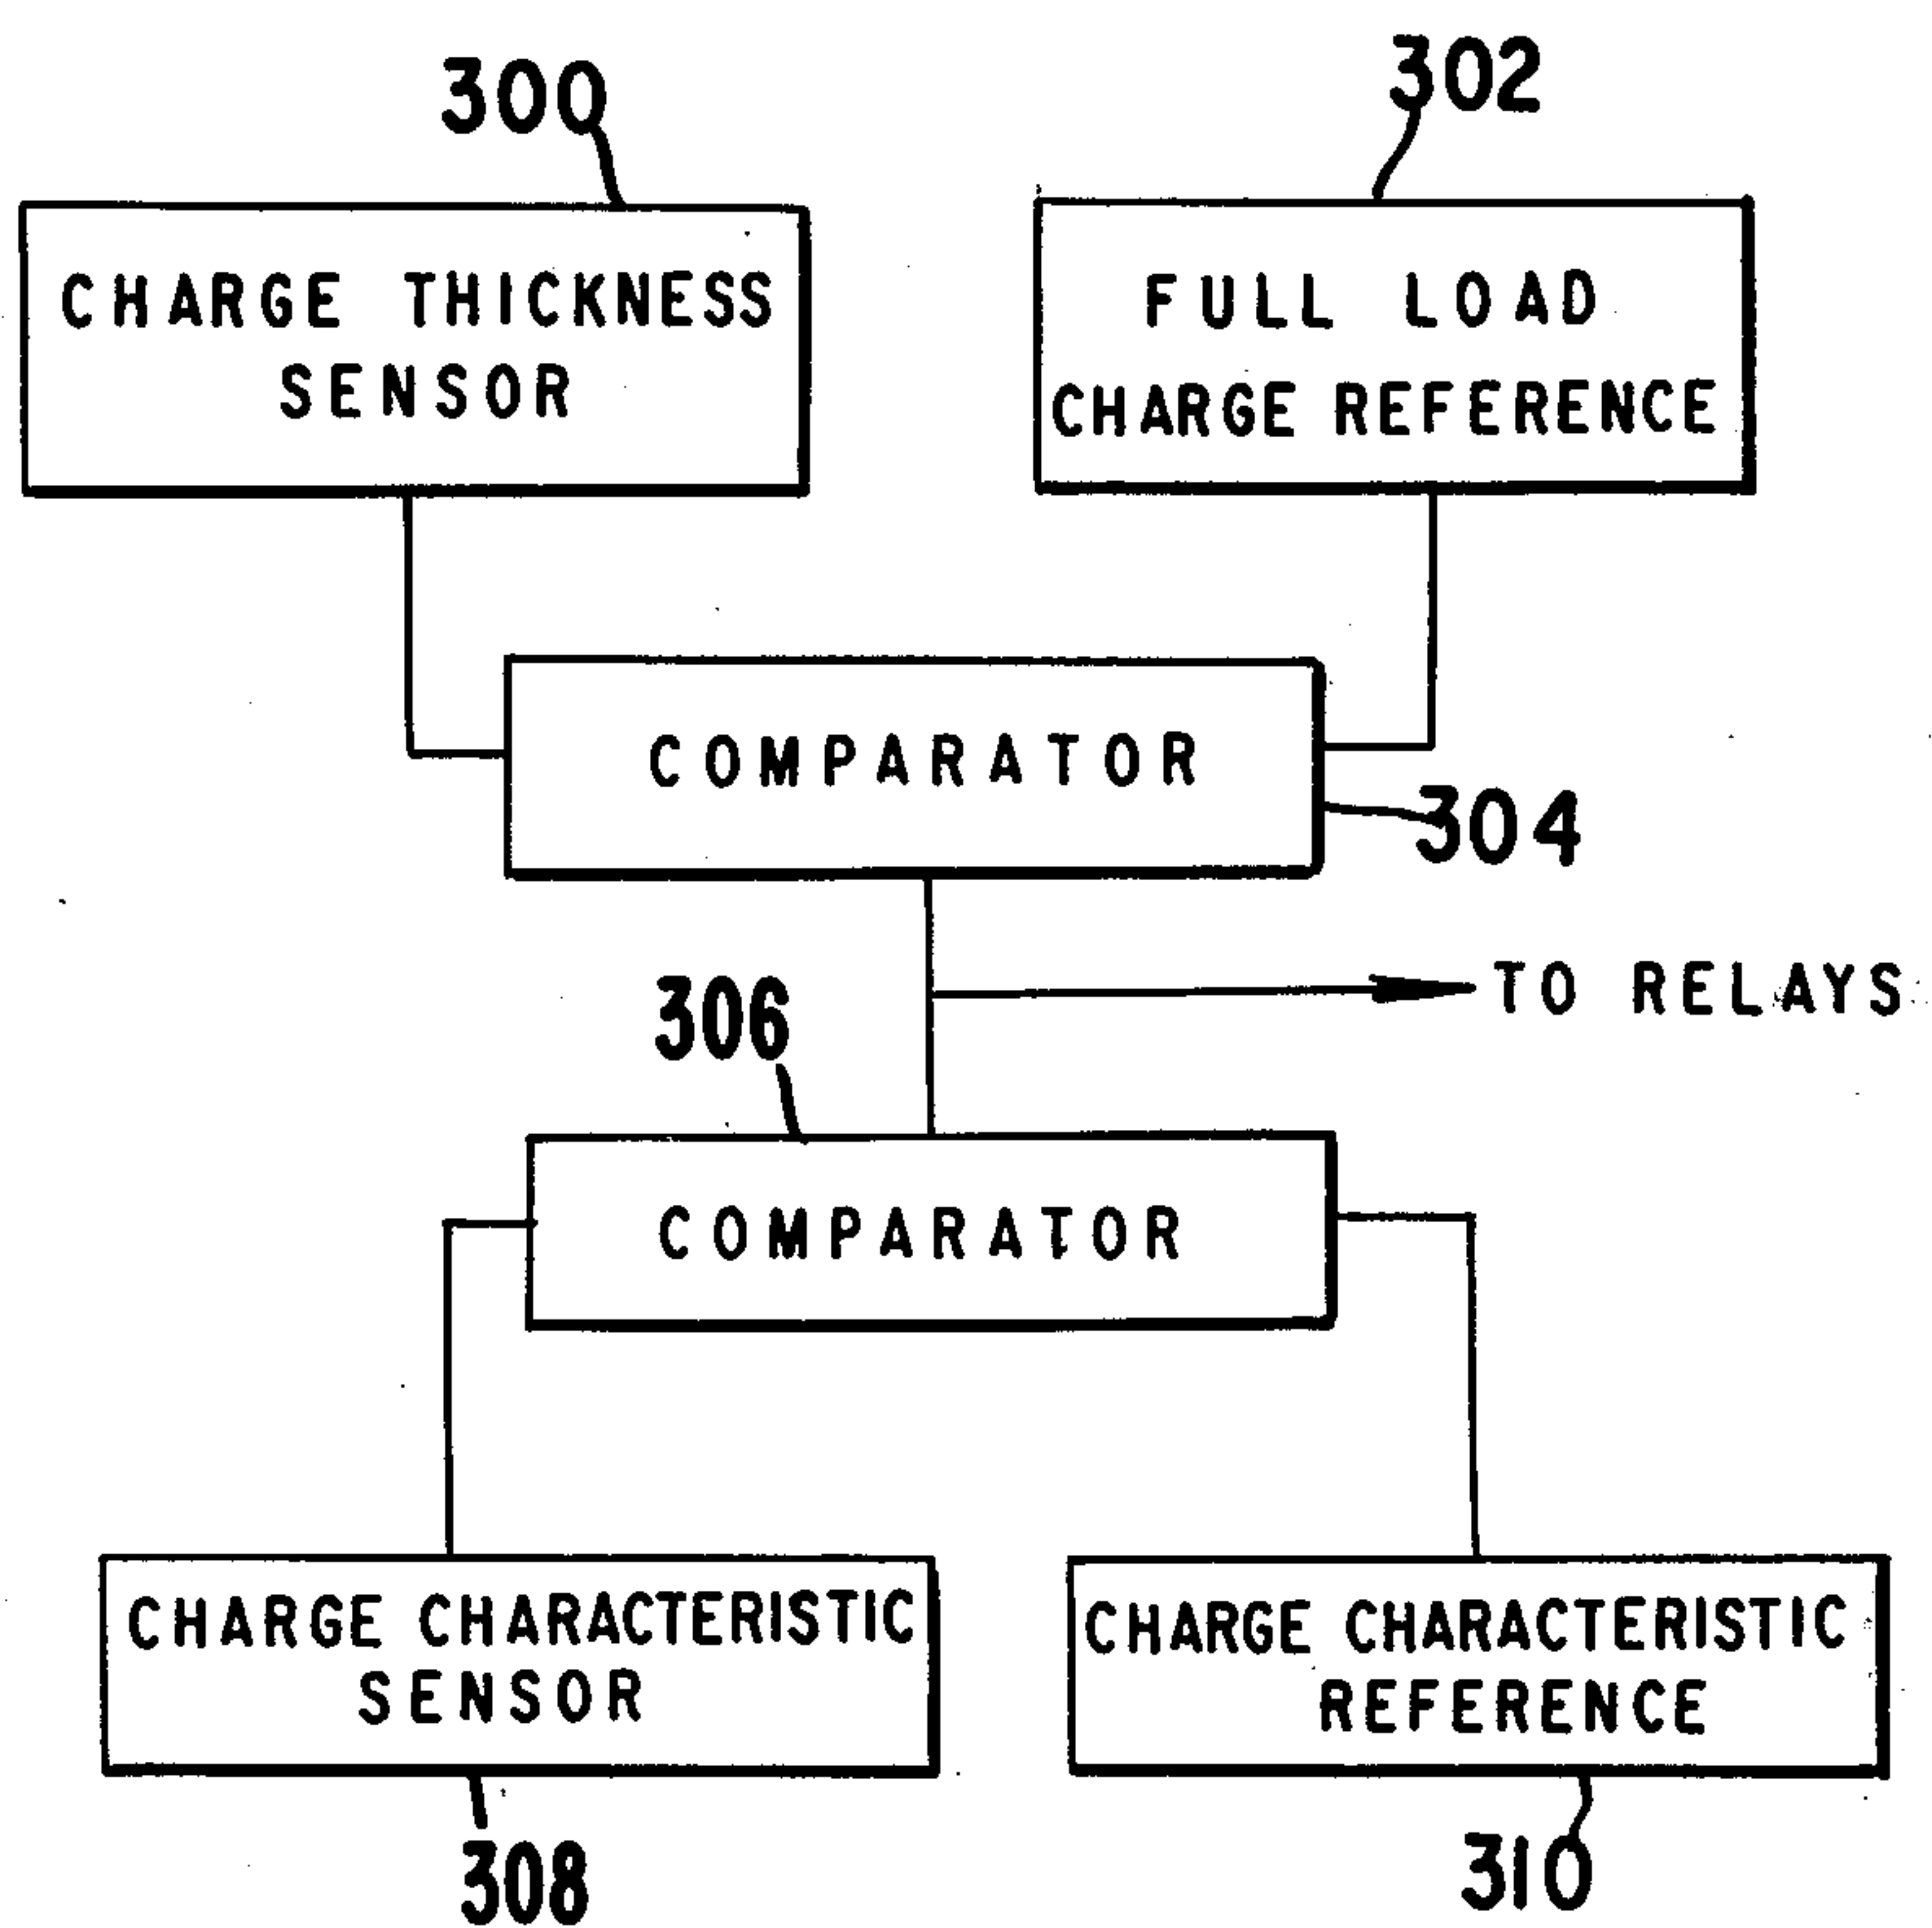 300
302
CHARGE THICKNESS
SENSOR
FULL LOAD
CHARGE REFERENCE
COMPARATOR
304
TO RELAYS
306
COMPARATOR
CHARGE CHARACTERISTIC
SENSOR
CHARGE CHARACTERISTIC
REFERENCE
308
310